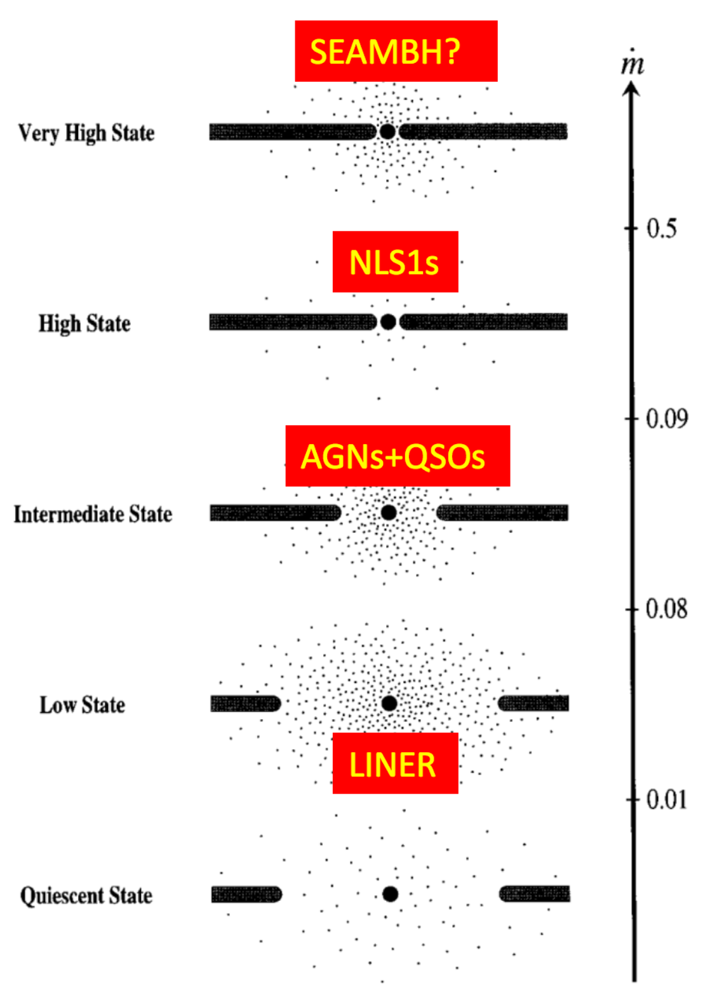 SEAMBH?
ṁ
Very High State
0.5
NLS1s
High State
0.09
AGNs+QSOs
Intermediate State
0.08
Low State
LINER
0.01
Quiescent State